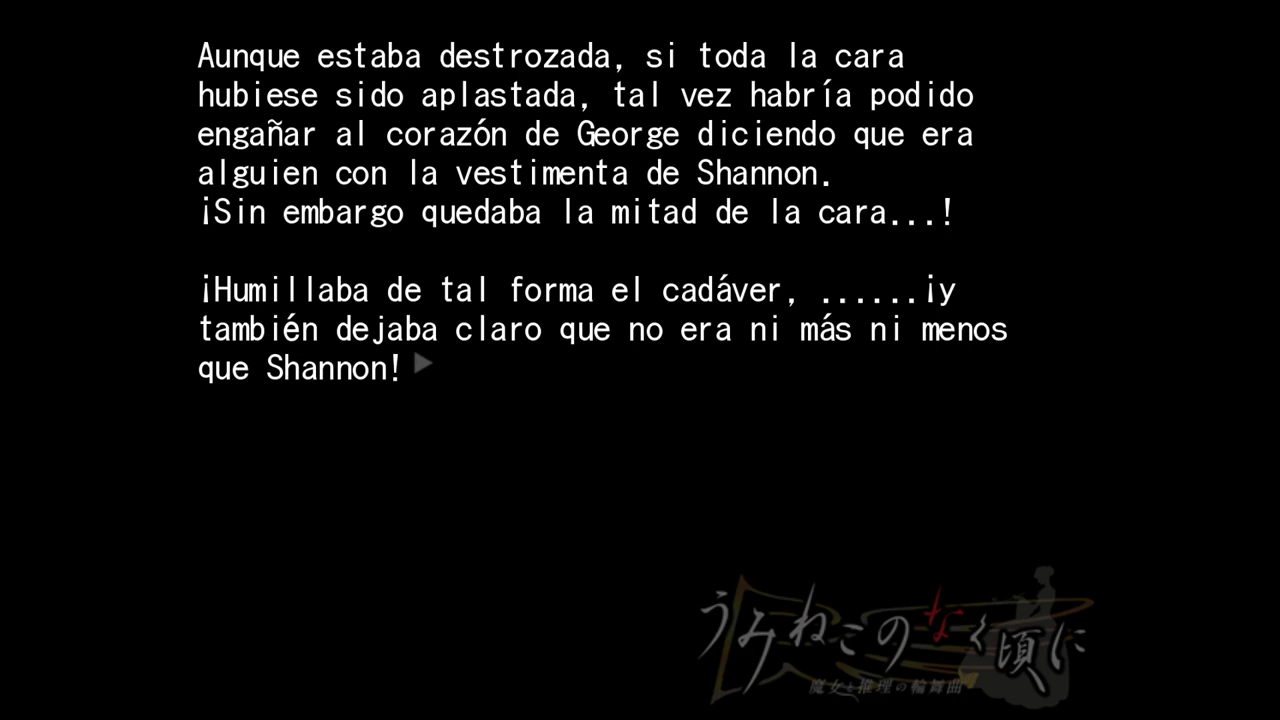 Aunque estaba destrozada, si toda la cara
hubiese sido aplastada, tal vez habría podido
engañar al corazón de George diciendo que era
alguien con la vestimenta de Shannon.
¡Sin embargo quedaba la mitad de la cara...!
¡Humillaba de tal forma el cadáver, ......¡y
también dejaba claro que no era ni más ni menos
que Shannon!
うみねこのなく頃に
魔女と推理の輪舞曲